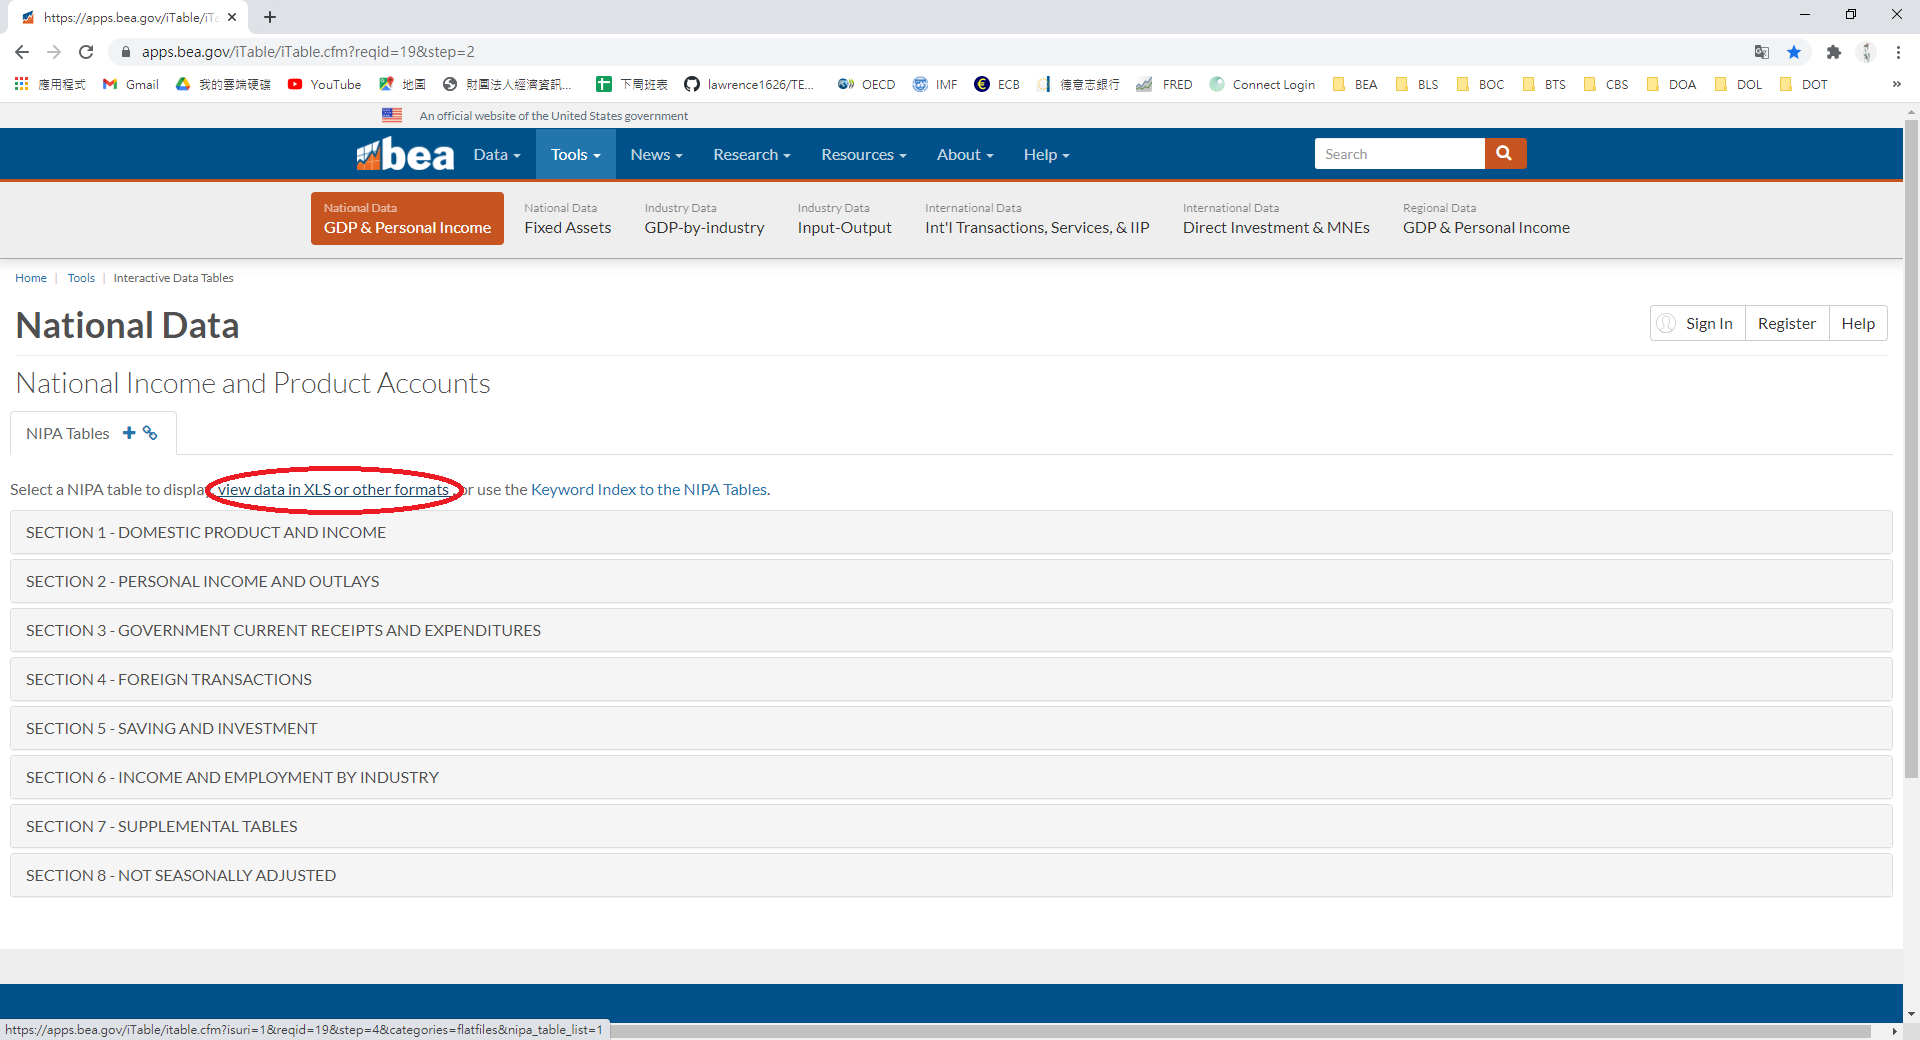 https://apps.bea.gov/iTable/iTa
apps.bea.gov/iTable/iTable.cfm?reqid=19&step=2
應用程式 Gmail 我的雲端硬碟 YouTube 地圖 財團法人經濟資訊... 下周班表 lawrence1626/TE... OECD IMF ECB 德意志銀行 FRED Connect Login BEA BLS BOC BTS CBS DOA DOL DOT »
An official website of the United States government
bea Data Tools News Research Resources About Help Search
National Data National Data Industry Data Industry Data International Data International Data Regional Data
GDP & Personal Income Fixed Assets GDP-by-industry Input-Output Int'l Transactions, Services, & IIP Direct Investment & MNEs GDP & Personal Income
Home | Tools | Interactive Data Tables
National Data
Sign In Register Help
National Income and Product Accounts
NIPA Tables
Select a NIPA table to display, view data in XLS or other formats, or use the Keyword Index to the NIPA Tables.
SECTION 1 - DOMESTIC PRODUCT AND INCOME
SECTION 2 - PERSONAL INCOME AND OUTLAYS
SECTION 3 - GOVERNMENT CURRENT RECEIPTS AND EXPENDITURES
SECTION 4 - FOREIGN TRANSACTIONS
SECTION 5 - SAVING AND INVESTMENT
SECTION 6 - INCOME AND EMPLOYMENT BY INDUSTRY
SECTION 7 - SUPPLEMENTAL TABLES
SECTION 8 - NOT SEASONALLY ADJUSTED
https://apps.bea.gov/iTable/itable.cfm?isuri=1&reqid=19&step=4&categories=flatfiles&nipa_table_list=1